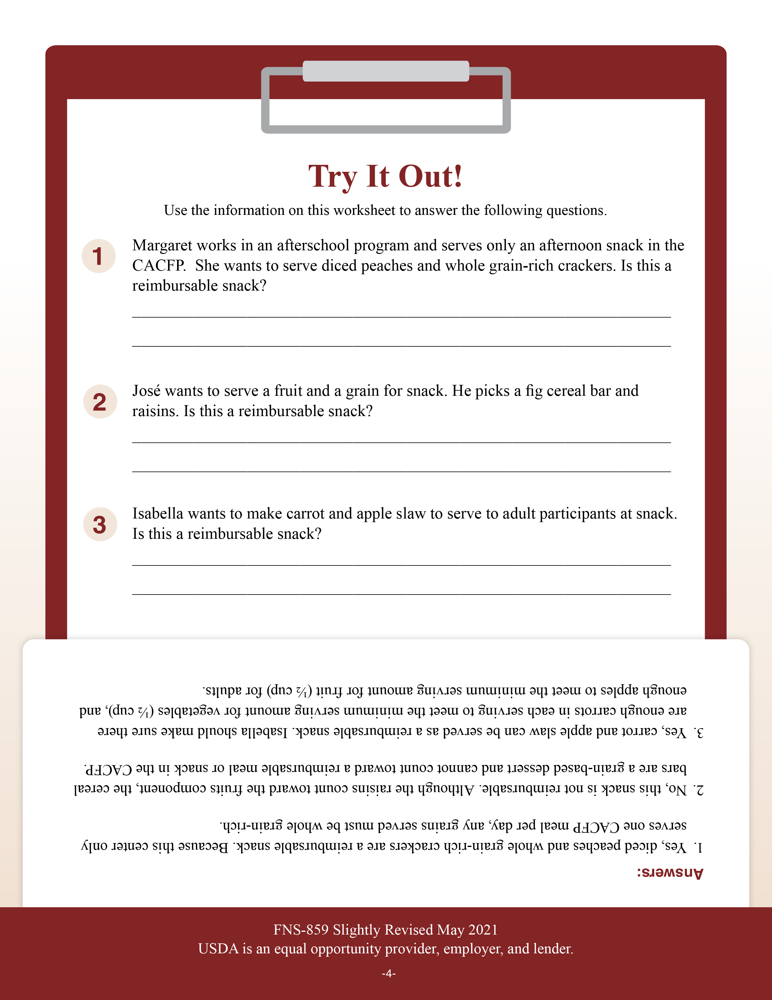 Try It Out!
Use the information on this worksheet to answer the following questions.
1
Margaret works in an afterschool program and serves only an afternoon snack in the
CACFP.  She wants to serve diced peaches and whole grain-rich crackers. Is this a
reimbursable snack?
2
José wants to serve a fruit and a grain for snack. He picks a fig cereal bar and
raisins. Is this a reimbursable snack?
3
Isabella wants to make carrot and apple slaw to serve to adult participants at snack.
Is this a reimbursable snack?
Answers:
1. Yes, diced peaches and whole grain-rich crackers are a reimbursable snack. Because this center only
serves one CACFP meal per day, any grains served must be whole grain-rich.
2. No, this snack is not reimbursable. Although the raisins count toward the fruits component, the cereal
bars are a grain-based dessert and cannot count toward a reimbursable meal or snack in the CACFP.
3. Yes, carrot and apple slaw can be served as a reimbursable snack. Isabella should make sure there
are enough carrots in each serving to meet the minimum serving amount for vegetables (½ cup), and
enough apples to meet the minimum serving amount for fruit (½ cup) for adults.
FNS-859 Slightly Revised May 2021
USDA is an equal opportunity provider, employer, and lender.
-4-